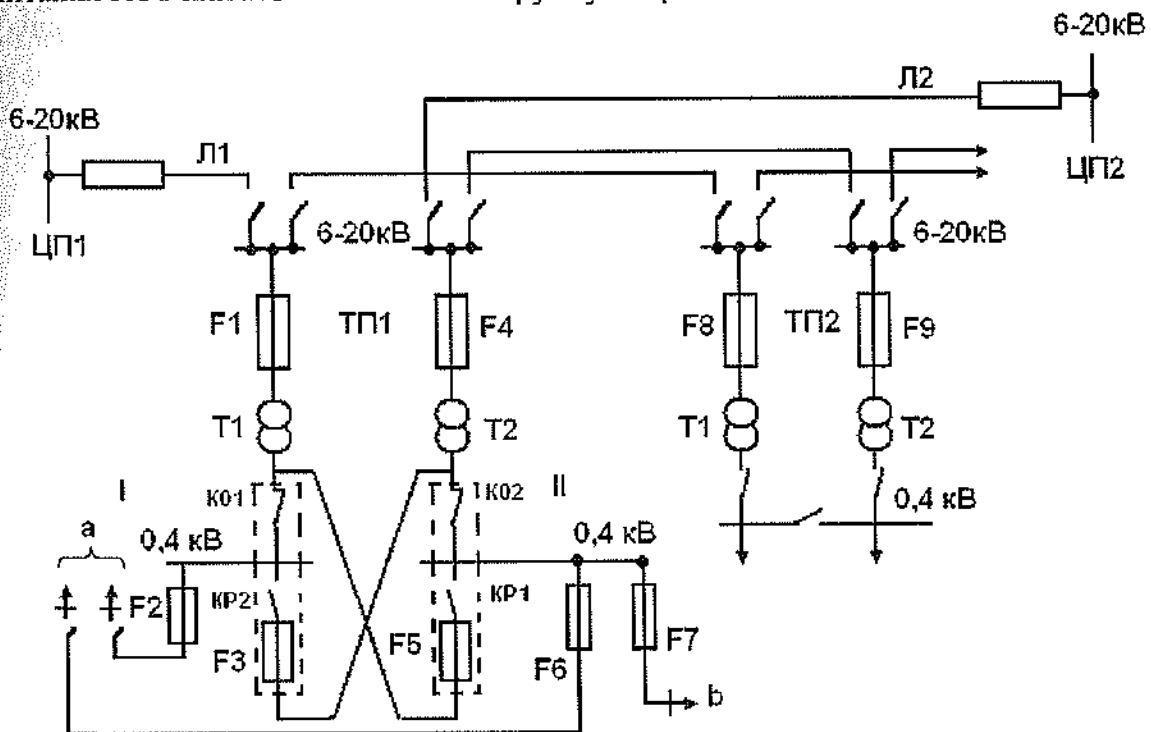 6-20кВ
Л2
6-20кВ
Л1
ЦП2
ЦП1
6-20кВ
6-20кВ
F1
ТП1
F4
F8
ТП2
F9
Т1
Т2
Т1
Т2
I
К01
К02
II
0,4 кВ
а
0,4 кВ
0,4 кВ
F2
КР2
КР1
F3
F5
F6
F7
b